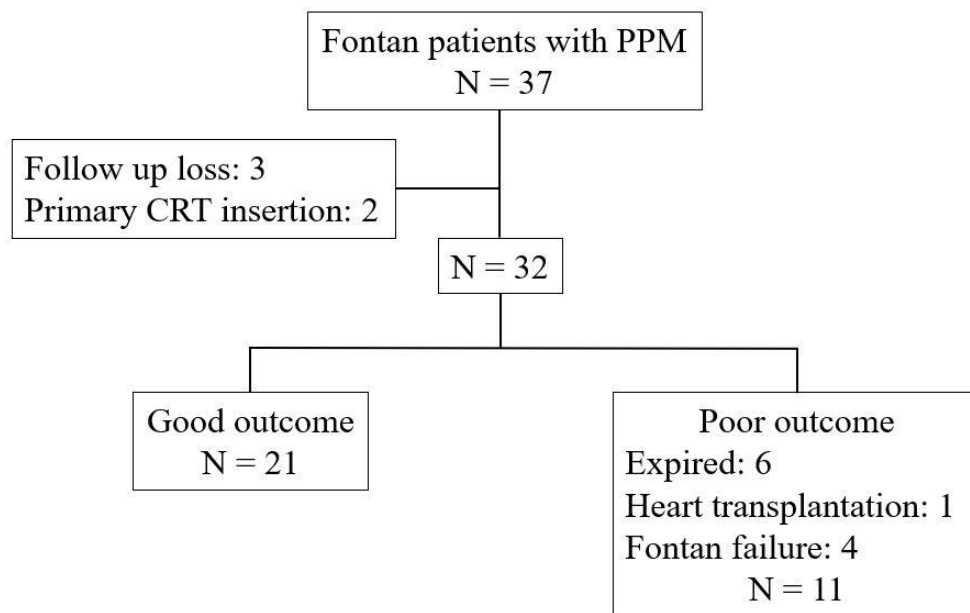 Fontan patients with PPM
N = 37
Follow up loss: 3
Primary CRT insertion: 2
N = 32
Good outcome
N = 21
Poor outcome
Expired: 6
Heart transplantation: 1
Fontan failure: 4
N = 11